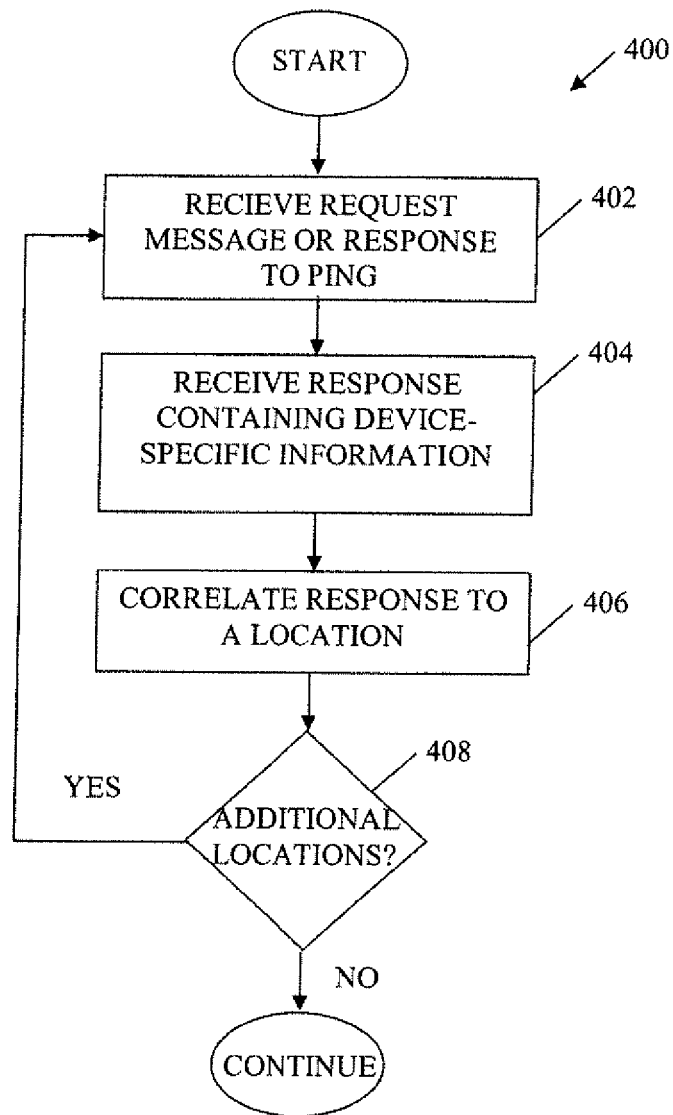 START
400
RECIEVE REQUEST
MESSAGE OR RESPONSE
TO PING
402
RECEIVE RESPONSE
CONTAINING DEVICE-
SPECIFIC INFORMATION
404
CORRELATE RESPONSE TO
A LOCATION
406
408
YES
ADDITIONAL
LOCATIONS?
NO
CONTINUE